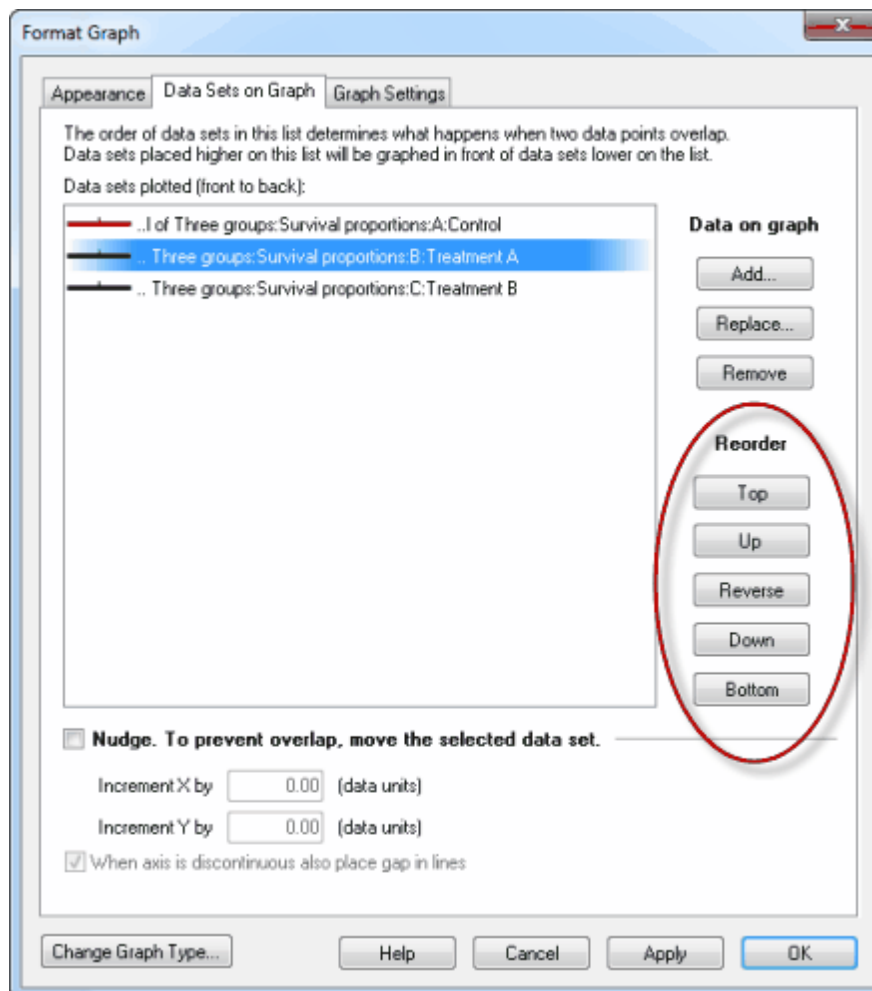 Format Graph
Appearance Data Sets on Graph Graph Settings
The order of data sets in this list determines what happens when two data points overlap.
Data sets placed higher on this list will be graphed in front of data sets lower on the list.
Data sets plotted (front to back):
..l of Three groups:Survival proportions:A:Control
.. Three groups:Survival proportions:B:Treatment A
.. Three groups:Survival proportions:C:Treatment B
Data on graph
Add...
Replace...
Remove
Reorder
Top
Up
Reverse
Down
Bottom
Nudge. To prevent overlap, move the selected data set.
Increment X by 0.00 (data units)
Increment Y by 0.00 (data units)
When axis is discontinuous also place gap in lines
Change Graph Type... Help Cancel Apply OK